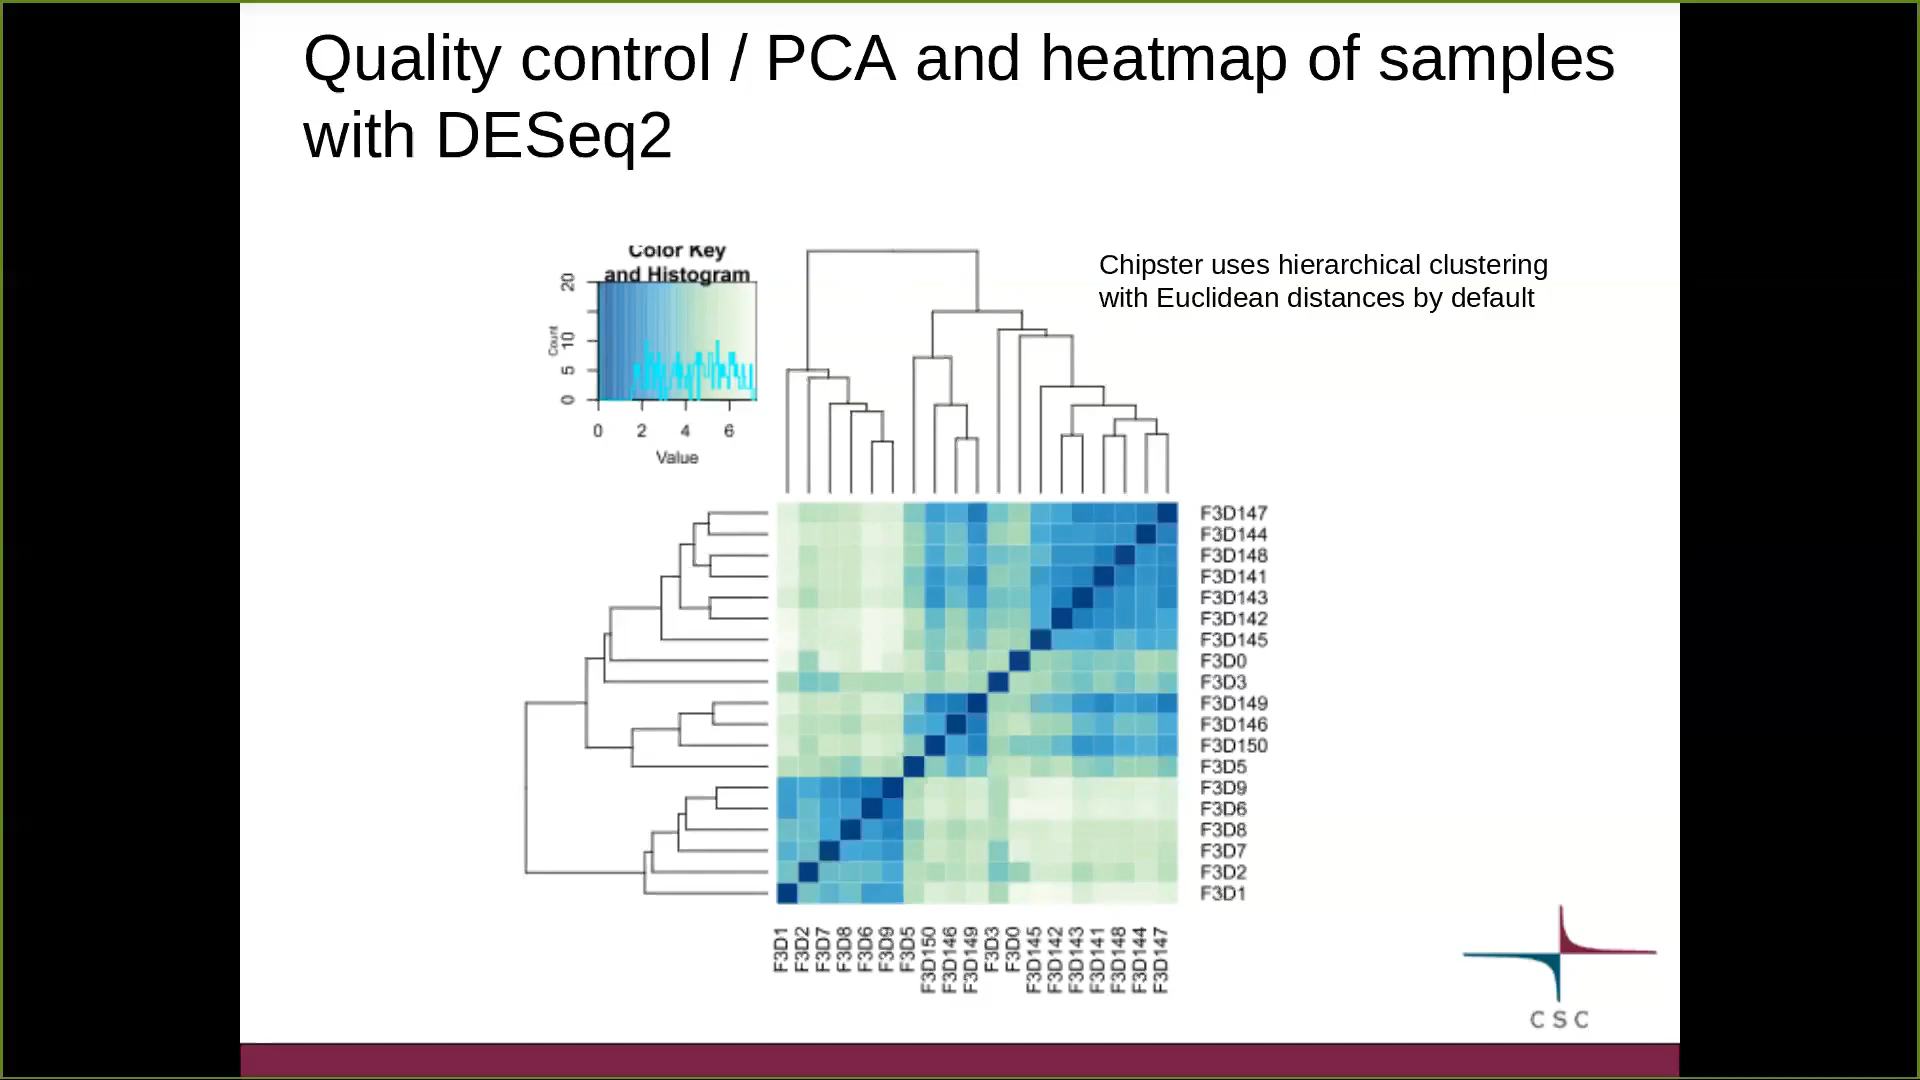 Quality control / PCA and heatmap of samples
with DESeq2
Color Key
and Histogram
Chipster uses hierarchical clustering
with Euclidean distances by default
Count
0 5 10 20
0 2 4 6
Value
F3D147
F3D144
F3D148
F3D141
F3D143
F3D142
F3D145
F3D0
F3D3
F3D149
F3D146
F3D150
F3D5
F3D9
F3D6
F3D8
F3D7
F3D2
F3D1
F3D1
F3D2
F3D7
F3D8
F3D6
F3D9
F3D5
F3D150
F3D146
F3D149
F3D3
F3D0
F3D145
F3D142
F3D143
F3D141
F3D148
F3D144
F3D147
CSC